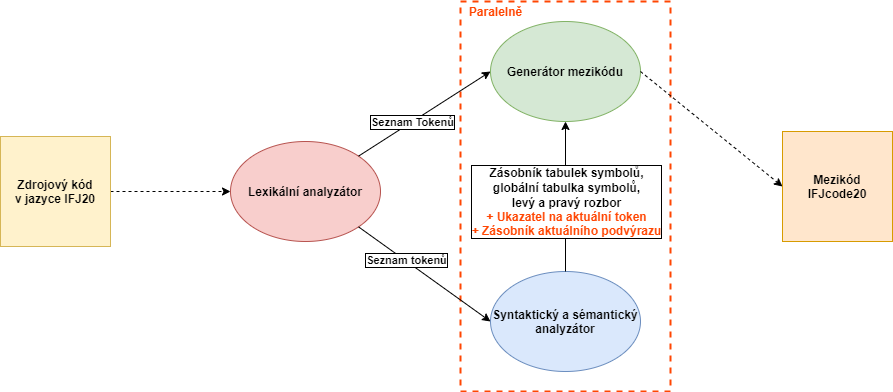 Paralelně
Generátor mezikódu
Seznam Tokenů
Zdrojový kód
v jazyce IFJ20
Lexikální analyzátor
Zásobník tabulek symbolů,
globální tabulka symbolů,
levý a pravý rozbor
+ Ukazatel na aktuální token
+ Zásobník aktuálního podvýrazu
Mezikód
IFJcode20
Seznam tokenů
Syntaktický a sémantický
analyzátor